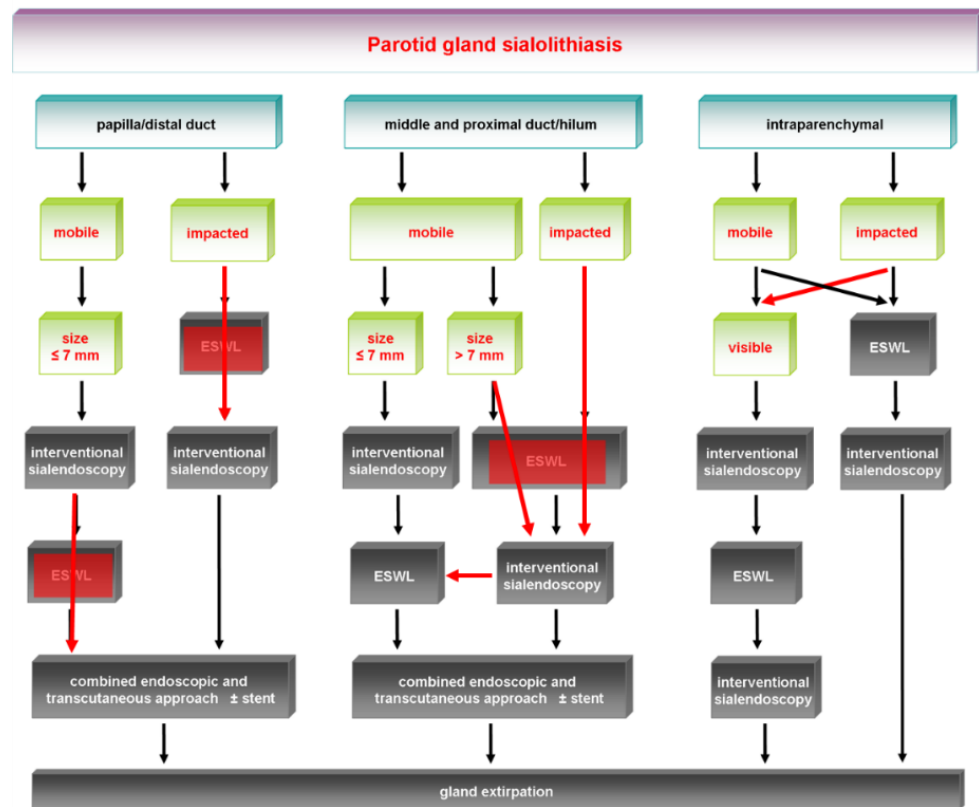 Parotid gland sialolithiasis
papilla/distal duct
middle and proximal duct/hilum
intraparenchymal
mobile
impacted
mobile
impacted
mobile
impacted
size
≤ 7 mm
ESWL
size
≤ 7 mm
size
> 7 mm
visible
ESWL
interventional
sialendoscopy
interventional
sialendoscopy
interventional
sialendoscopy
ESWL
interventional
sialendoscopy
interventional
sialendoscopy
ESWL
ESWL
interventional
sialendoscopy
ESWL
combined endoscopic and
transcutaneous approach ± stent
combined endoscopic and
transcutaneous approach ± stent
interventional
sialendoscopy
gland extirpation